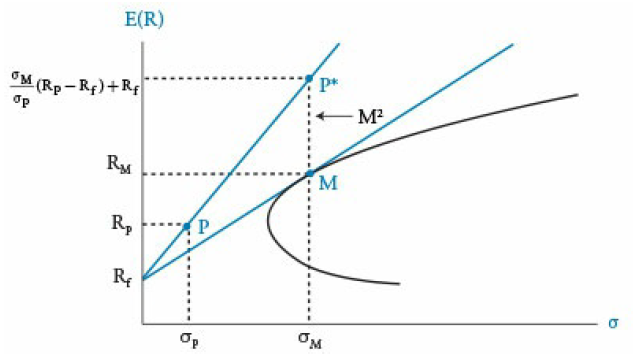 E(R)
σM/σP (RP − Rf) + Rf
P*
M²
RM
M
RP
P
Rf
σP
σM
σ